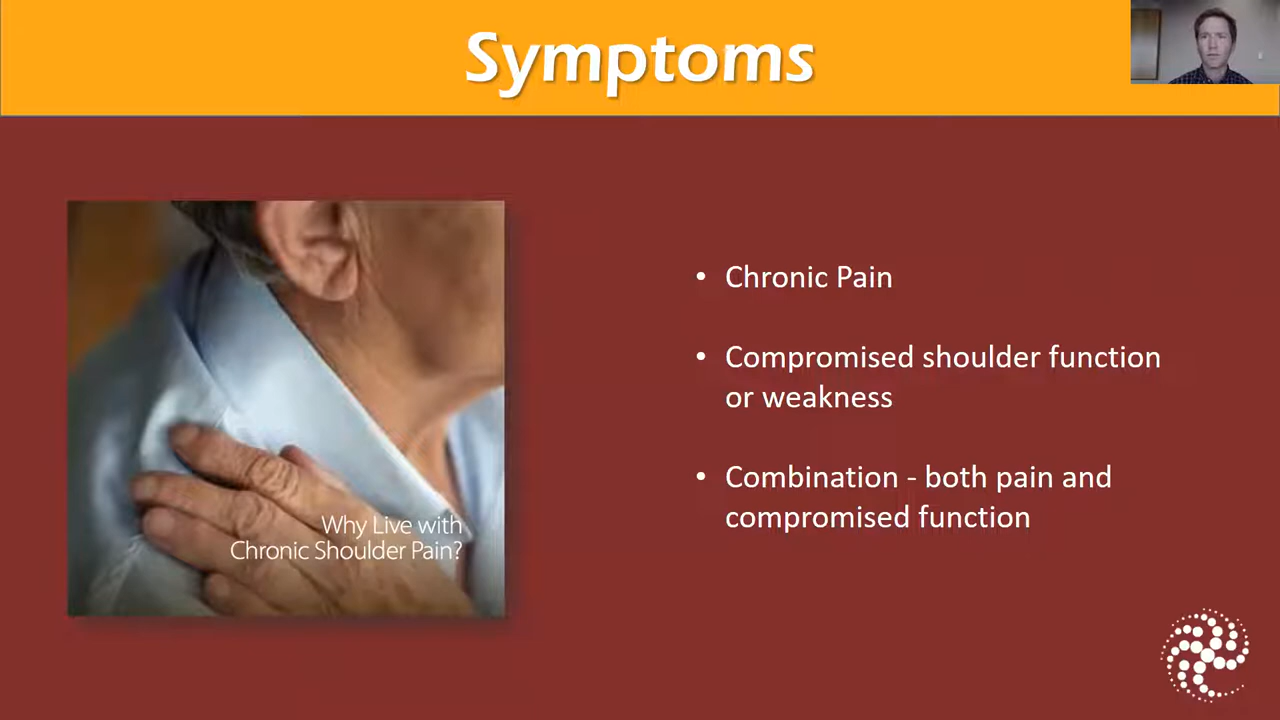 Symptoms
Why Live with
Chronic Shoulder Pain?
• Chronic Pain
• Compromised shoulder function
or weakness
• Combination - both pain and
compromised function